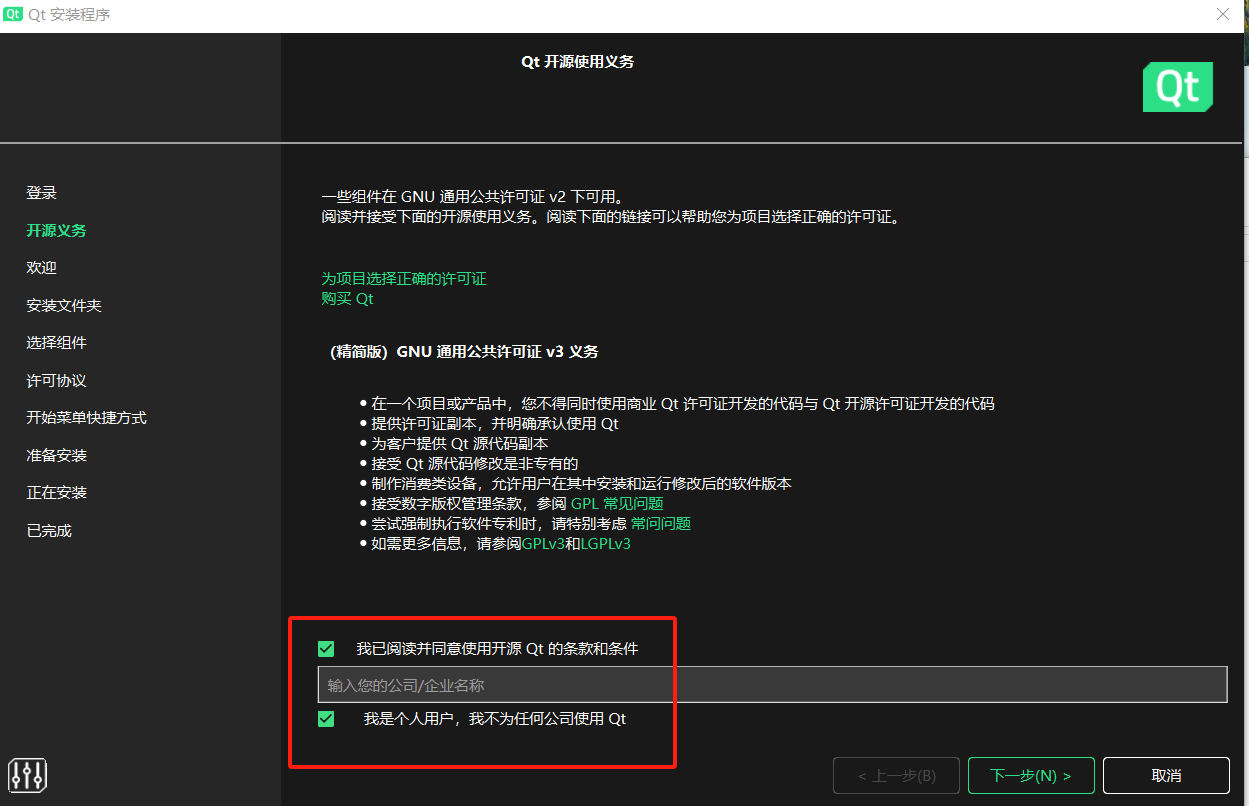 Qt Qt 安装程序
Qt 开源使用义务
Qt
登录
开源义务
欢迎
安装文件夹
选择组件
许可协议
开始菜单快捷方式
准备安装
正在安装
已完成
一些组件在 GNU 通用公共许可证 v2 下可用。
阅读并接受下面的开源使用义务。阅读下面的链接可以帮助您为项目选择正确的许可证。
为项目选择正确的许可证
购买 Qt
(精简版) GNU 通用公共许可证 v3 义务
• 在一个项目或产品中，您不得同时使用商业 Qt 许可证开发的代码与 Qt 开源许可证开发的代码
• 提供许可证副本，并明确承认使用 Qt
• 为客户提供 Qt 源代码副本
• 接受 Qt 源代码修改是非专有的
• 制作消费类设备，允许用户在其中安装和运行修改后的软件版本
• 接受数字版权管理条款，参阅 GPL 常见问题
• 尝试强制执行软件专利时，请特别考虑 常问问题
• 如需更多信息，请参阅GPLv3和LGPLv3
我已阅读并同意使用开源 Qt 的条款和条件
输入您的公司/企业名称
我是个人用户，我不为任何公司使用 Qt
< 上一步(B)
下一步(N) >
取消